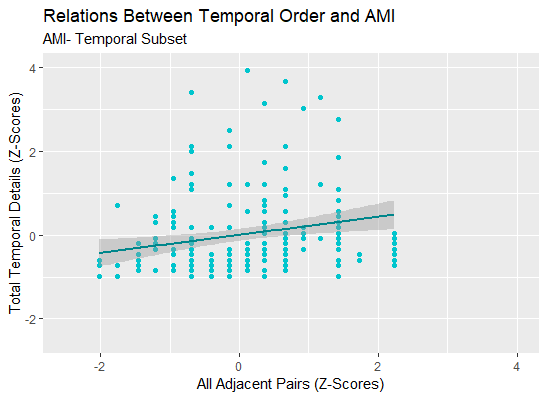 Relations Between Temporal Order and AMI
AMI- Temporal Subset
Total Temporal Details (Z-Scores)
4
2
0
-2
-2 0 2 4
All Adjacent Pairs (Z-Scores)